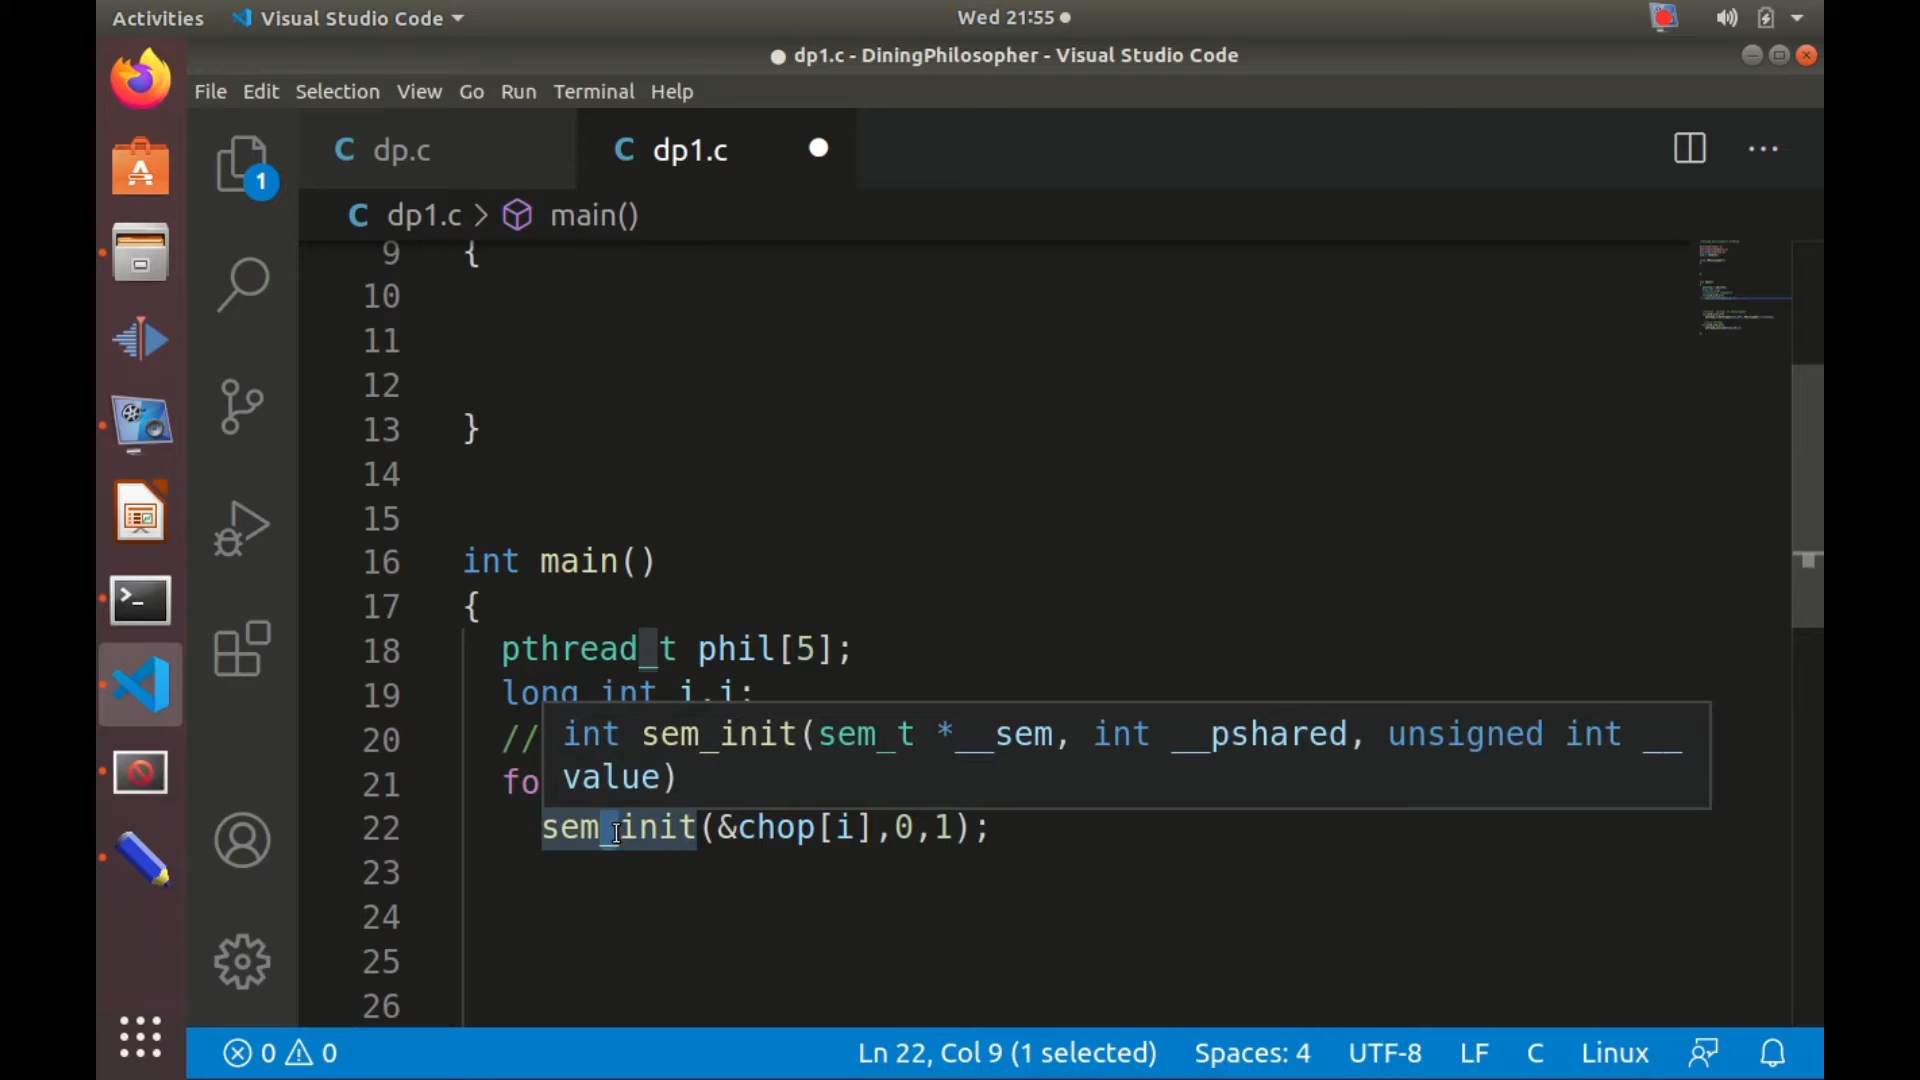 Activities Visual Studio Code Wed 21:55
dp1.c - DiningPhilosopher - Visual Studio Code
File Edit Selection View Go Run Terminal Help
C dp.c C dp1.c
C dp1.c > main()
1
9 {
10
11
12
13 }
14
15
16 int main()
17 {
18 pthread_t phil[5];
19 long int i,j;
20 //
21 fo
int sem_init(sem_t *__sem, int __pshared, unsigned int __
value)
22 sem_init(&chop[i],0,1);
23
24
25
26
0 0 Ln 22, Col 9 (1 selected) Spaces: 4 UTF-8 LF C Linux